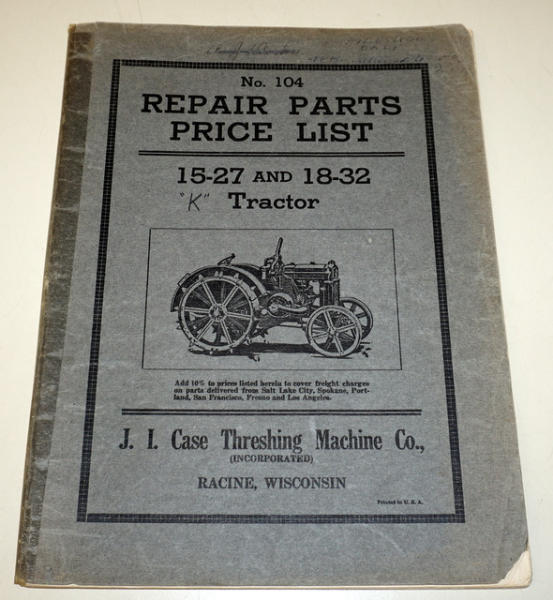 No. 104
REPAIR PARTS
PRICE LIST
15-27 AND 18-32
"K" Tractor
Add 10% to prices listed herein to cover freight charges
on parts delivered from Salt Lake City, Spokane, Port-
land, San Francisco, Fresno and Los Angeles.
J. I. Case Threshing Machine Co.,
(INCORPORATED)
RACINE, WISCONSIN
Printed in U. S. A.